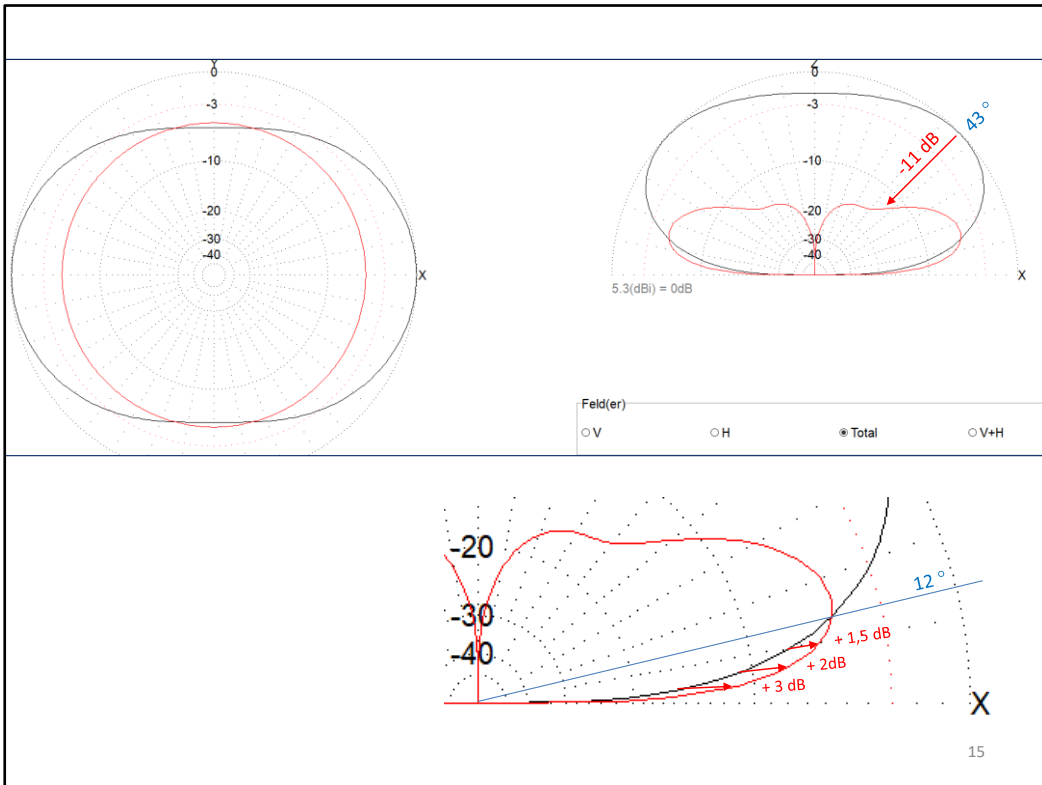 Y
0
-3
-10
-20
-30
-40
X
Z
0
-3
-10
-20
-30
-40
X
43 °
-11 dB
5.3(dBi) = 0dB
Feld(er)
V H Total V+H
-20
-30
-40
12 °
+ 1,5 dB
+ 2dB
+ 3 dB
X
15